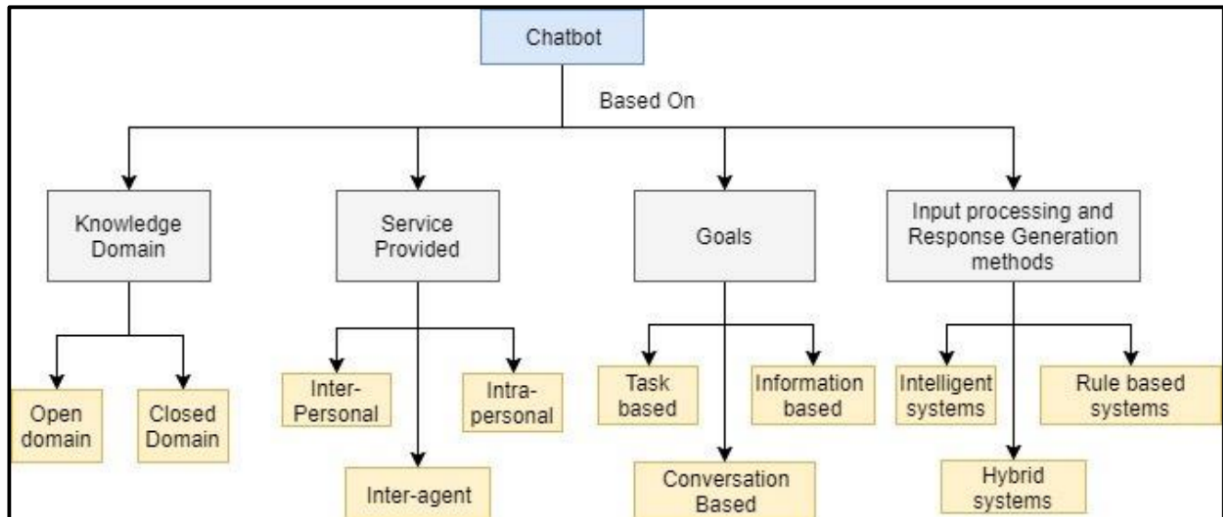 Chatbot
Based On
Knowledge
Domain
Service
Provided
Goals
Input processing and
Response Generation
methods
Open
domain
Closed
Domain
Inter-
Personal
Intra-
personal
Inter-agent
Task
based
Information
based
Conversation
Based
Intelligent
systems
Rule based
systems
Hybrid
systems